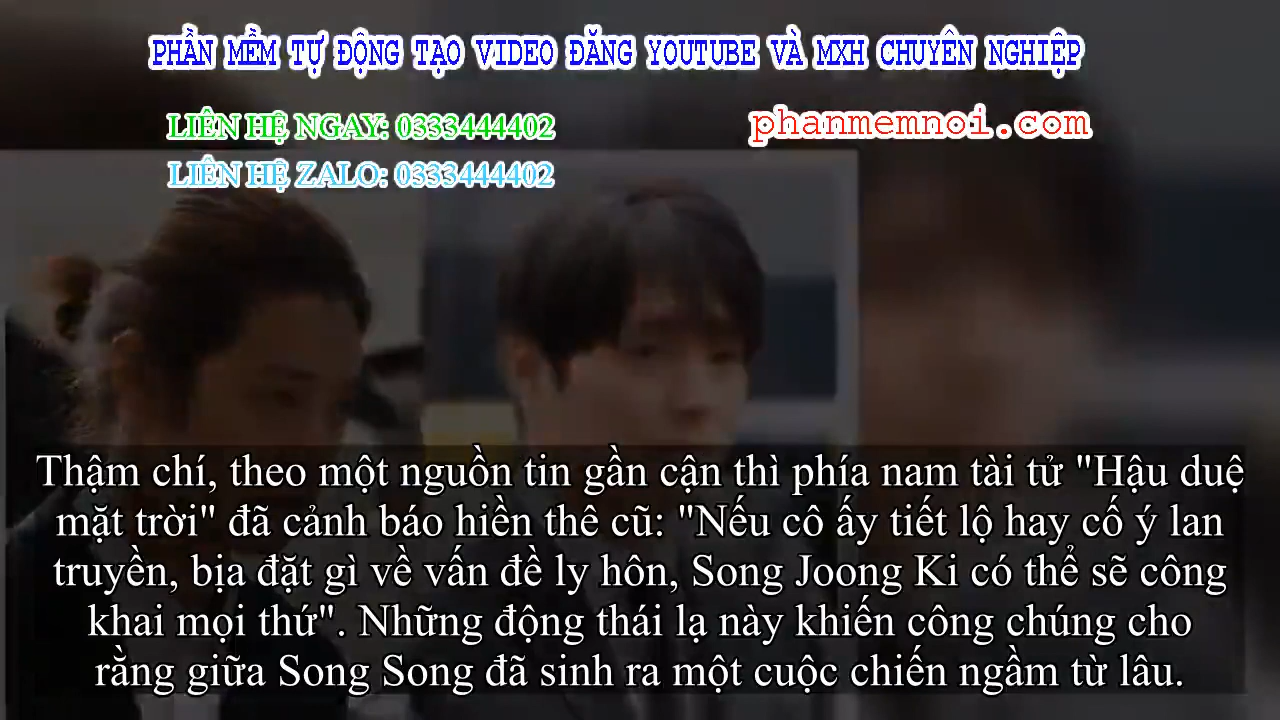 PHẦN MỀM TỰ ĐỘNG TẠO VIDEO ĐĂNG YOUTUBE VÀ MXH CHUYÊN NGHIỆP
LIÊN HỆ NGAY: 0333444402
phanmemnoi.com
LIÊN HỆ ZALO: 0333444402
Thậm chí, theo một nguồn tin gần cận thì phía nam tài tử "Hậu duệ
mặt trời" đã cảnh báo hiền thê cũ: "Nếu cô ấy tiết lộ hay cố ý lan
truyền, bịa đặt gì về vấn đề ly hôn, Song Joong Ki có thể sẽ công
khai mọi thứ". Những động thái lạ này khiến công chúng cho
rằng giữa Song Song đã sinh ra một cuộc chiến ngầm từ lâu.